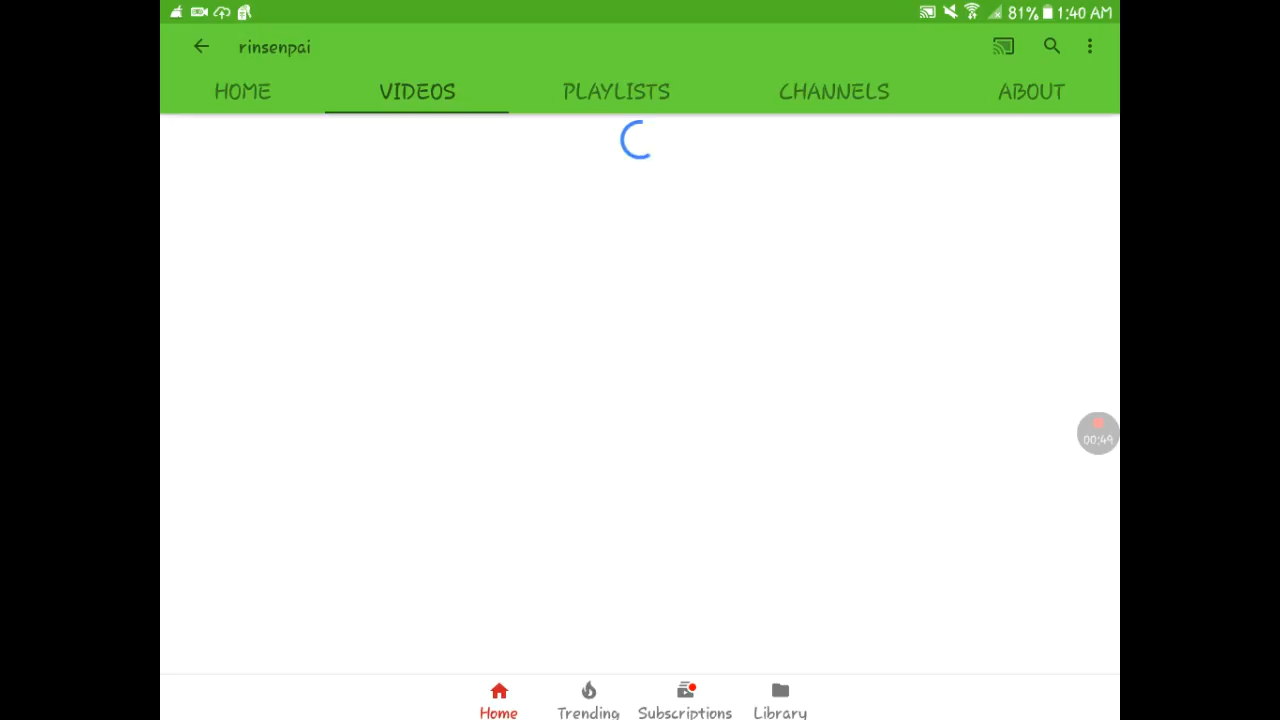 81% 1:40 AM
rinsenpai
HOME VIDEOS PLAYLISTS CHANNELS ABOUT
00:49
Home Trending Subscriptions Library